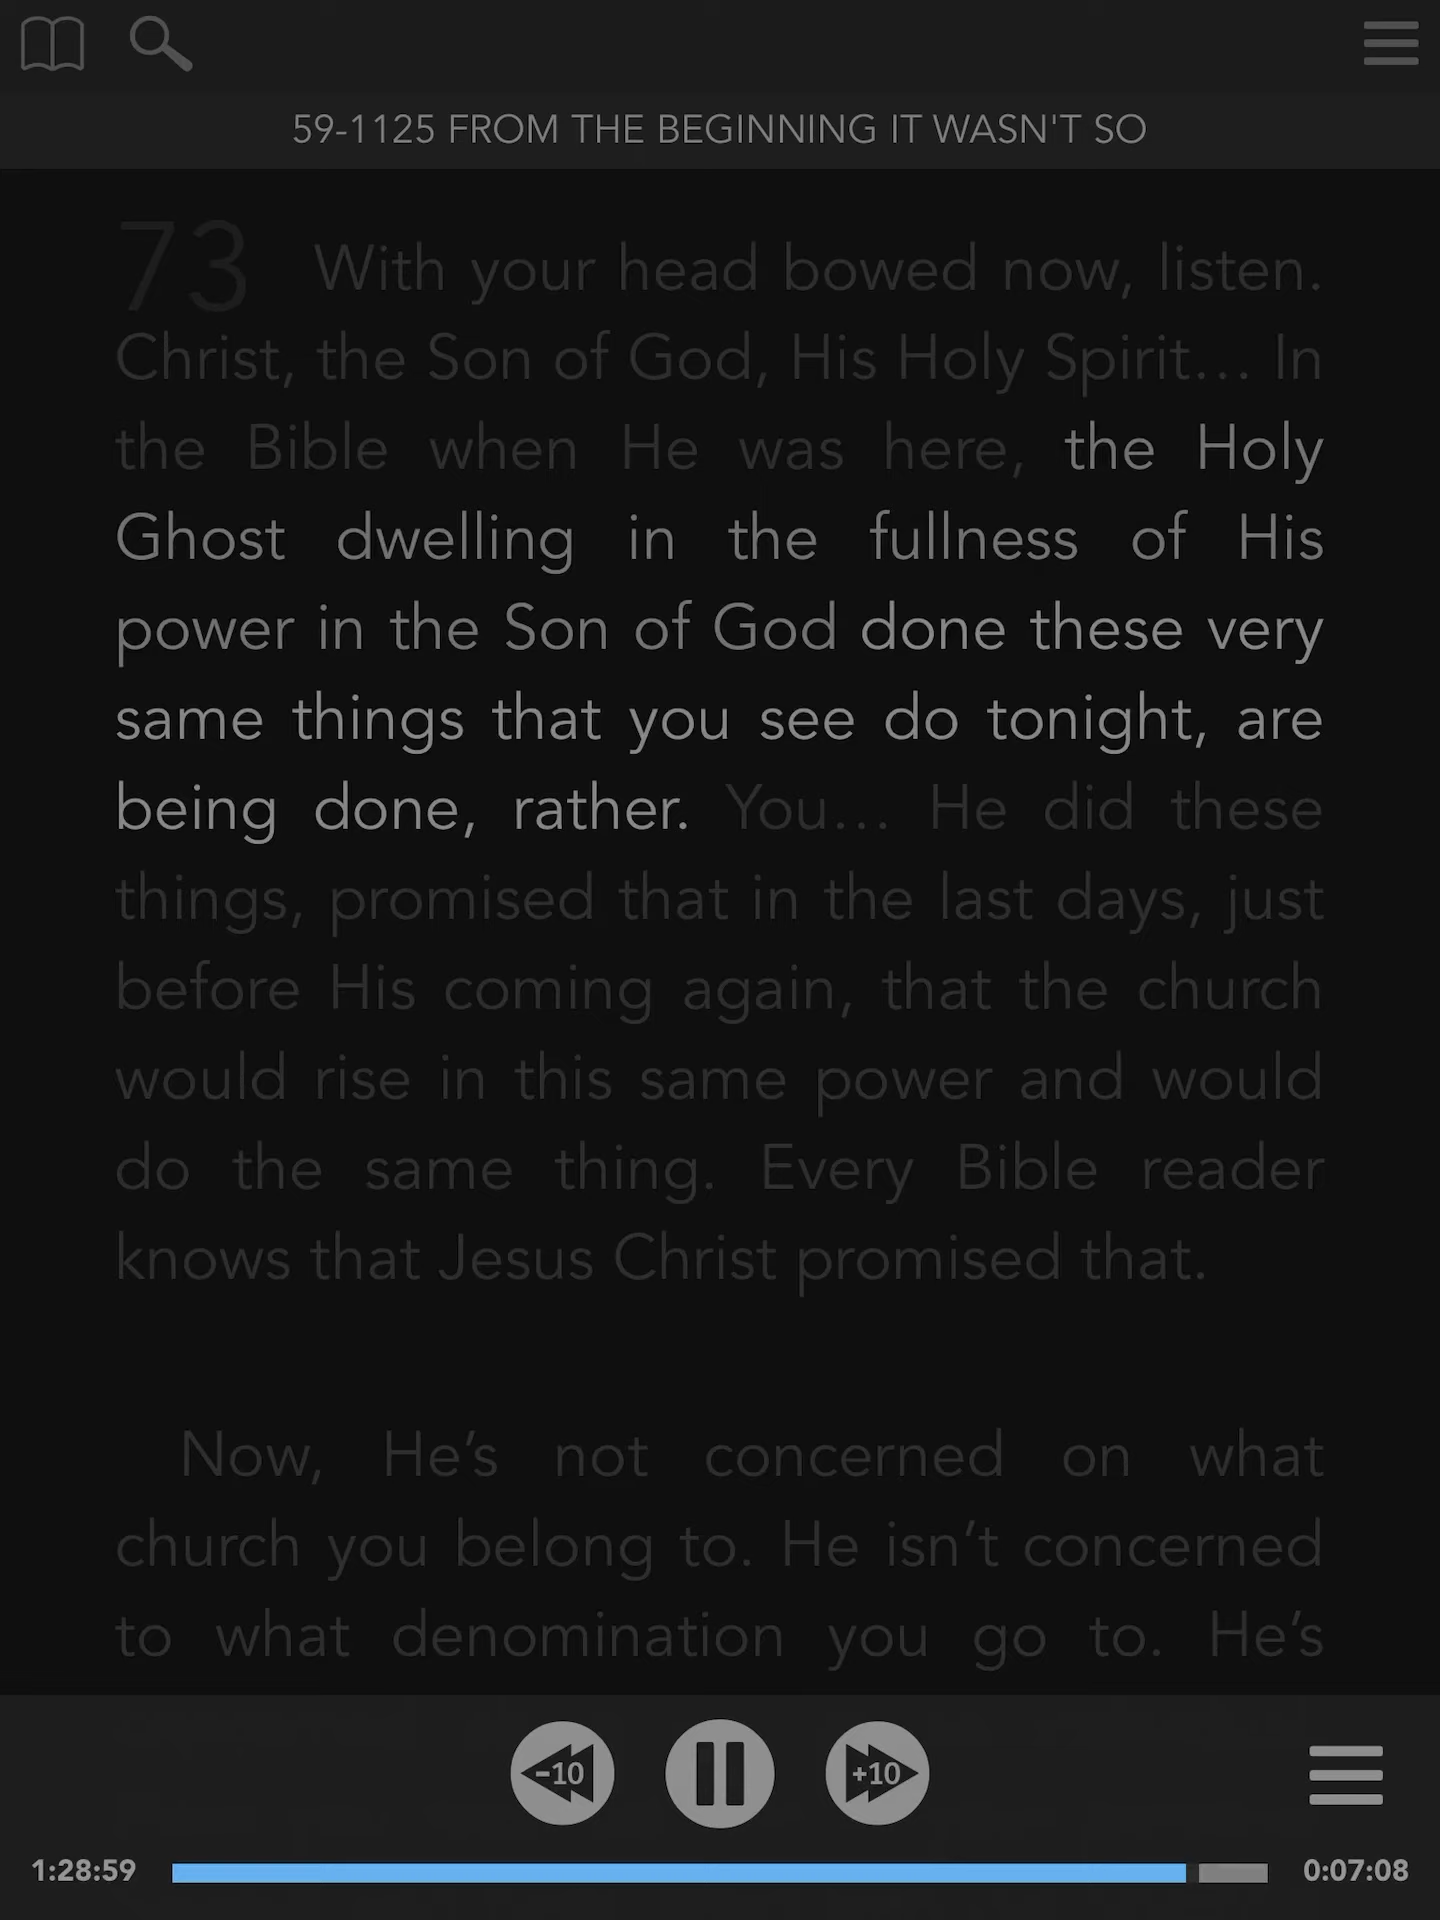 59-1125 FROM THE BEGINNING IT WASN'T SO
73 With your head bowed now, listen.
Christ, the Son of God, His Holy Spirit… In
the Bible when He was here, the Holy
Ghost dwelling in the fullness of His
power in the Son of God done these very
same things that you see do tonight, are
being done, rather. You… He did these
things, promised that in the last days, just
before His coming again, that the church
would rise in this same power and would
do the same thing. Every Bible reader
knows that Jesus Christ promised that.
Now, He’s not concerned on what
church you belong to. He isn’t concerned
to what denomination you go to. He’s
-10 +10
1:28:59 0:07:08